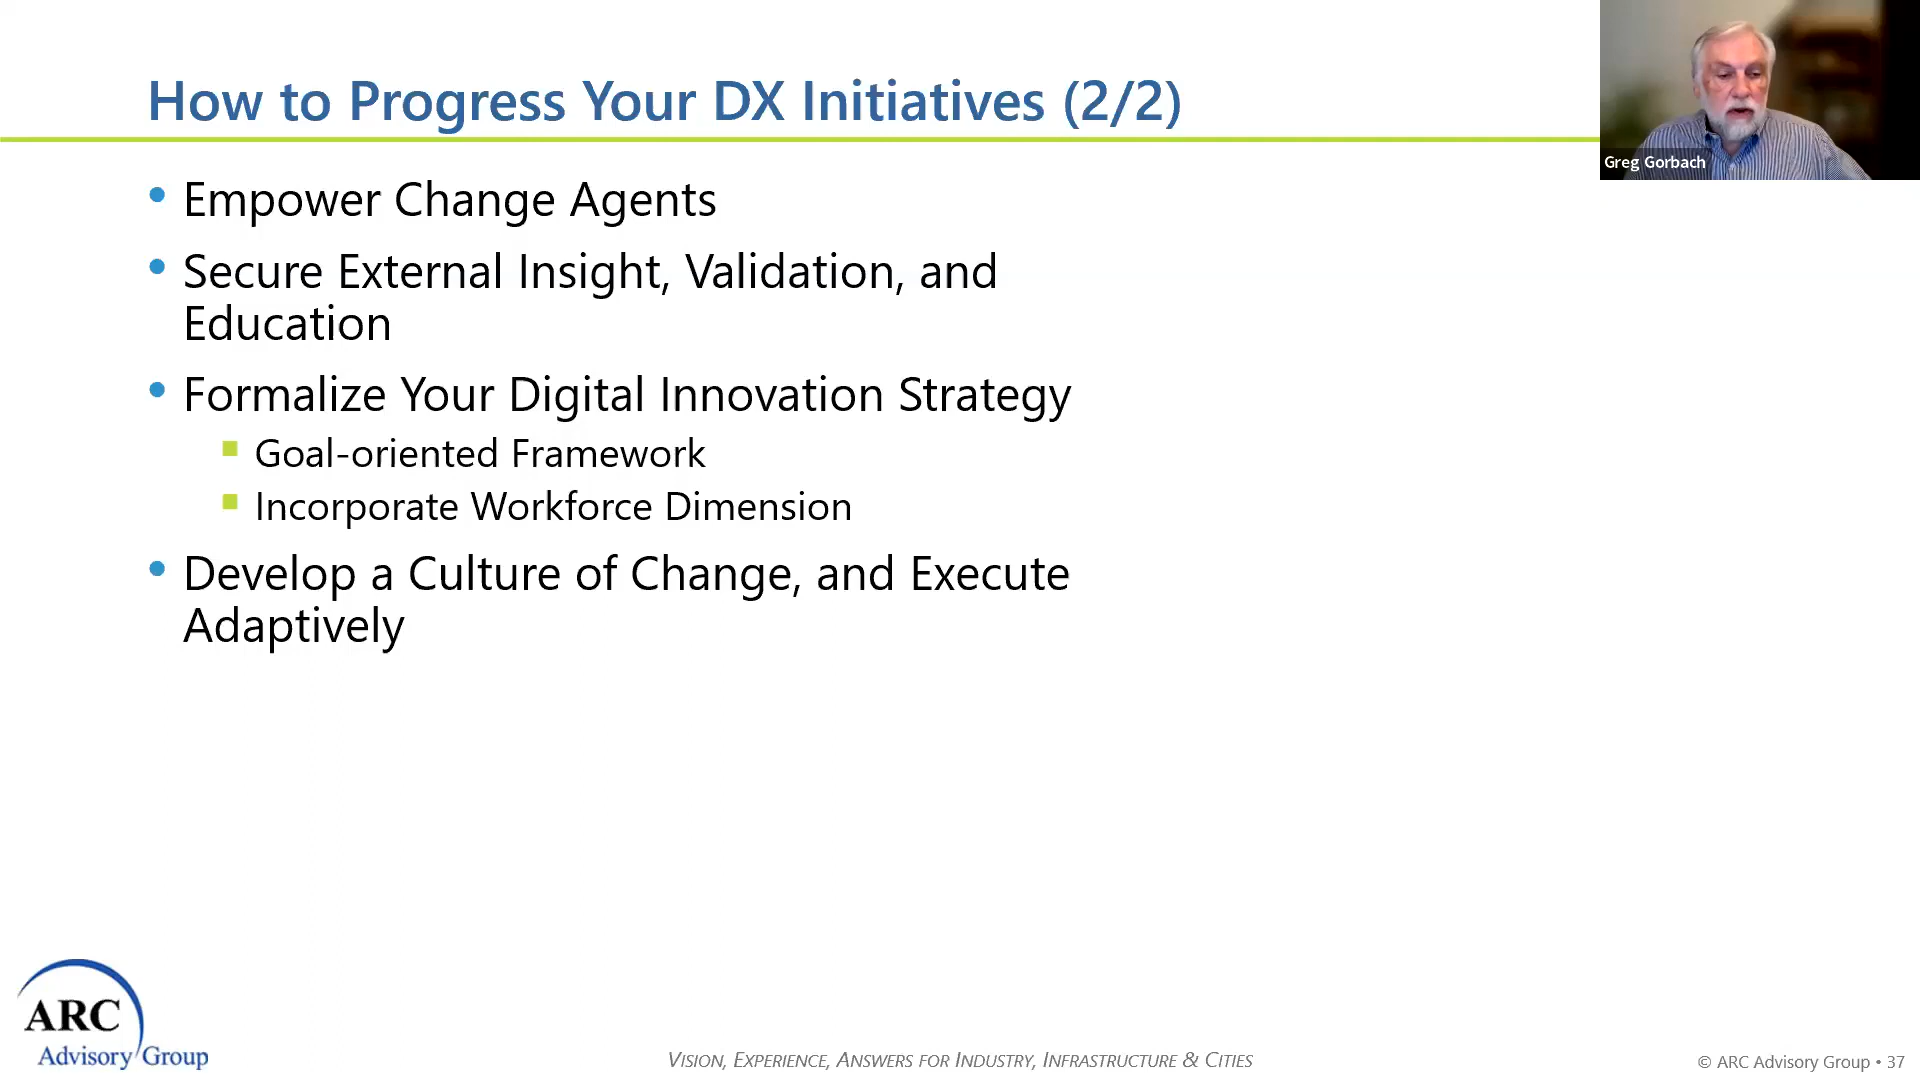 How to Progress Your DX Initiatives (2/2)
Greg Gorbach
• Empower Change Agents
• Secure External Insight, Validation, and
Education
• Formalize Your Digital Innovation Strategy
▪ Goal-oriented Framework
▪ Incorporate Workforce Dimension
• Develop a Culture of Change, and Execute
Adaptively
ARC
Advisory Group
VISION, EXPERIENCE, ANSWERS FOR INDUSTRY, INFRASTRUCTURE & CITIES
© ARC Advisory Group • 37